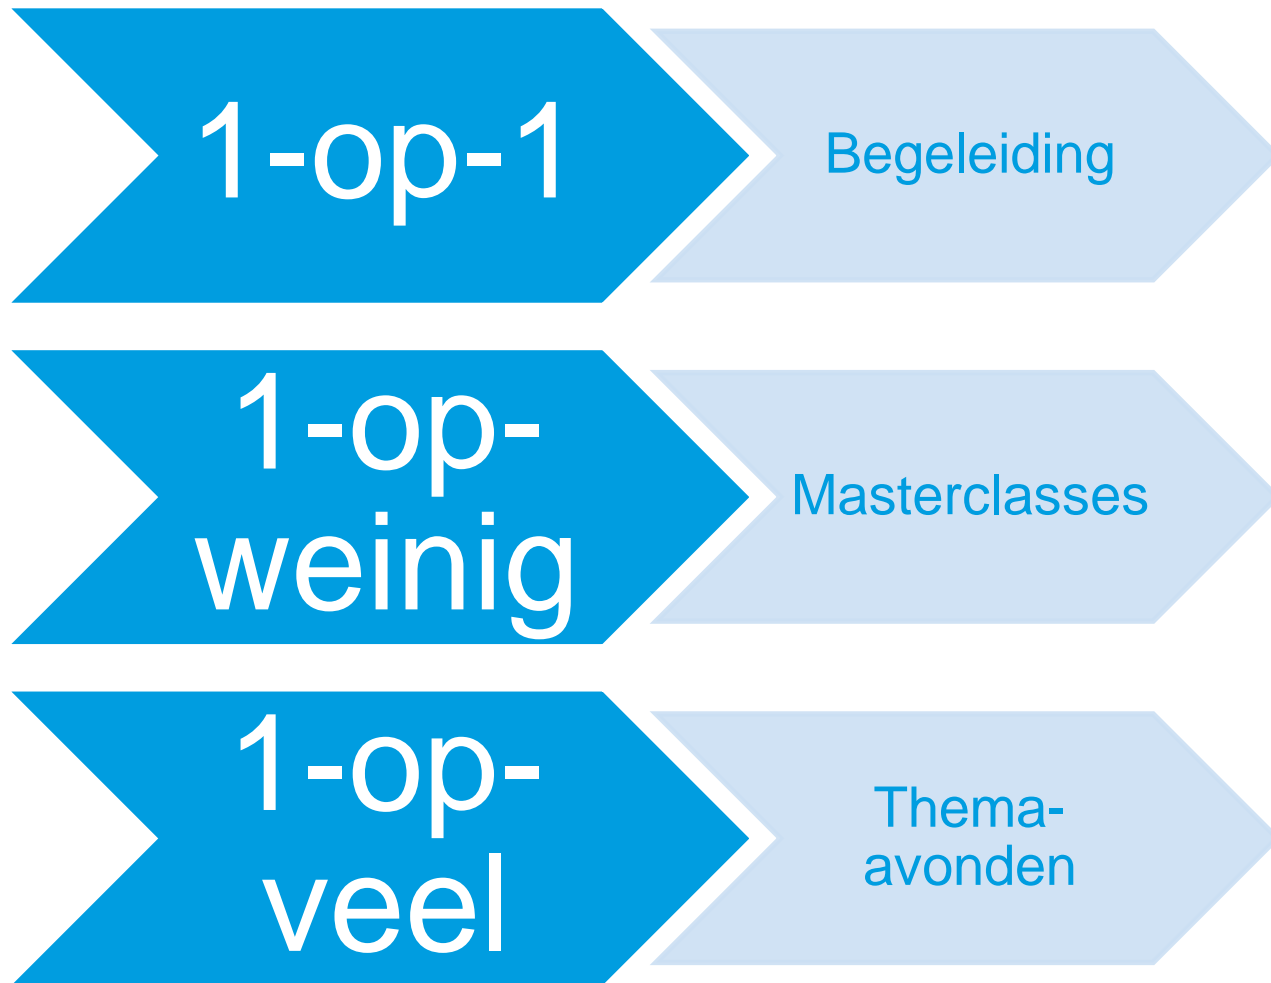 1-op-1
Begeleiding
1-op-
weinig
Masterclasses
1-op-
veel
Thema-
avonden